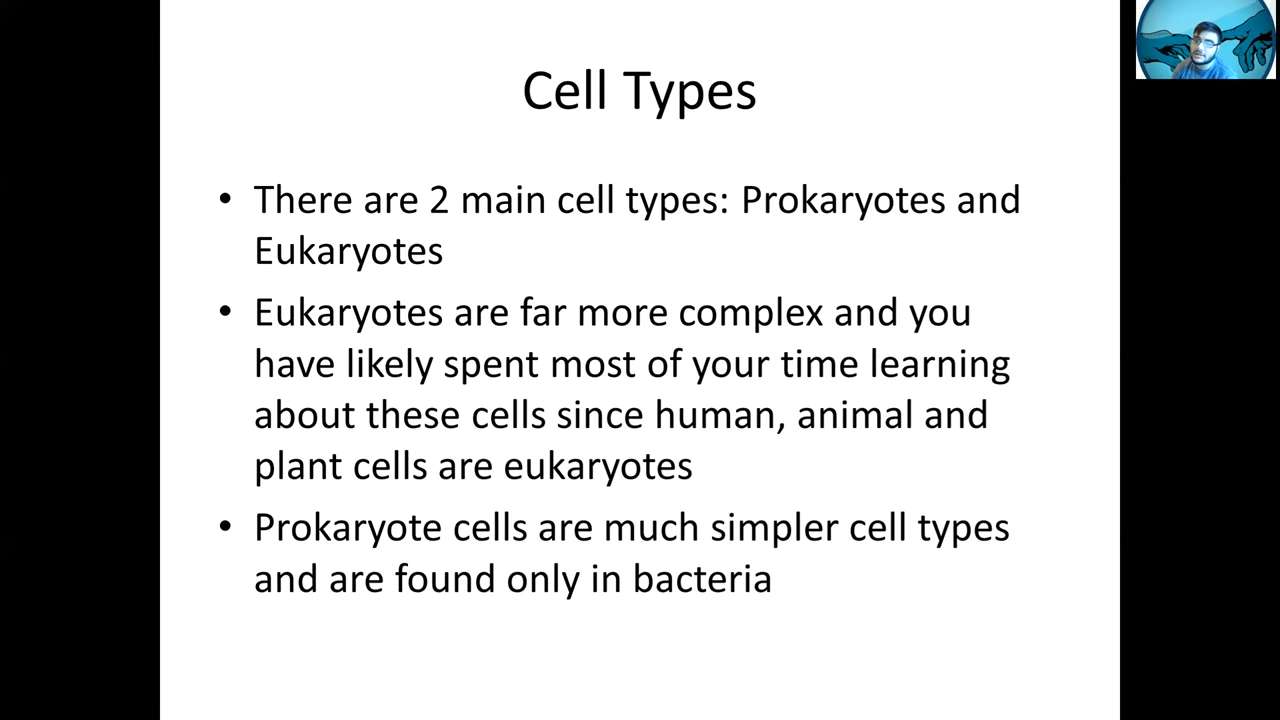 Cell Types
• There are 2 main cell types: Prokaryotes and
Eukaryotes
• Eukaryotes are far more complex and you
have likely spent most of your time learning
about these cells since human, animal and
plant cells are eukaryotes
• Prokaryote cells are much simpler cell types
and are found only in bacteria